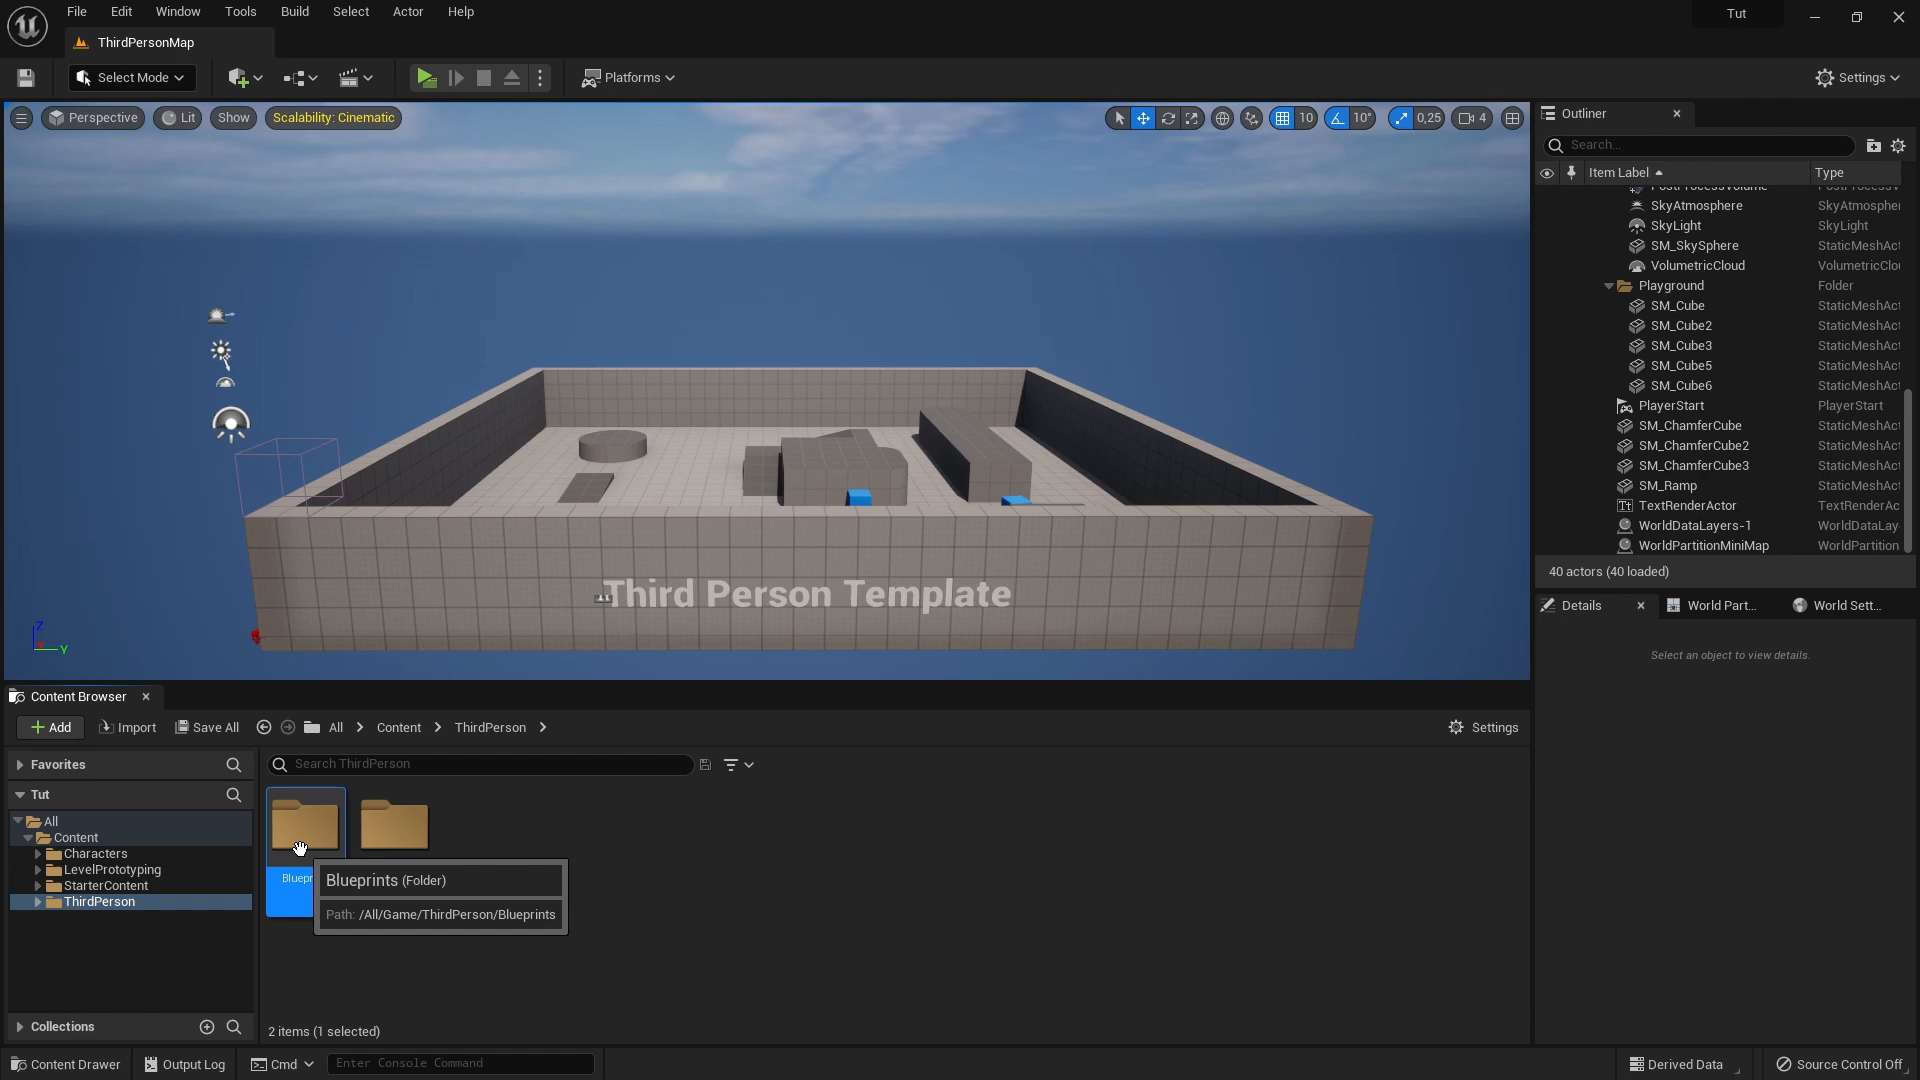 File Edit Window Tools Build Select Actor Help
Tut
ThirdPersonMap
Select Mode
Platforms
Settings
Perspective Lit Show Scalability: Cinematic
10 10° 0,25 4
Third Person Template
Z
Y
Outliner
Search...
Item Label Type
PostProcessVolume PostProcessV
SkyAtmosphere SkyAtmospher
SkyLight SkyLight
SM_SkySphere StaticMeshAct
VolumetricCloud VolumetricClou
Playground Folder
SM_Cube StaticMeshAct
SM_Cube2 StaticMeshAct
SM_Cube3 StaticMeshAct
SM_Cube5 StaticMeshAct
SM_Cube6 StaticMeshAct
PlayerStart PlayerStart
SM_ChamferCube StaticMeshAct
SM_ChamferCube2 StaticMeshAct
SM_ChamferCube3 StaticMeshAct
SM_Ramp StaticMeshAct
TextRenderActor TextRenderAc
WorldDataLayers-1 WorldDataLay
WorldPartitionMiniMap WorldPartition
40 actors (40 loaded)
Details World Part... World Sett...
Select an object to view details.
Content Browser
Add Import Save All All Content ThirdPerson
Settings
Favorites
Tut
All
Content
Characters
LevelPrototyping
StarterContent
ThirdPerson
Collections
Search ThirdPerson
Bluepr
Blueprints (Folder)
Path: /All/Game/ThirdPerson/Blueprints
2 items (1 selected)
Content Drawer Output Log Cmd Enter Console Command
Derived Data Source Control Off